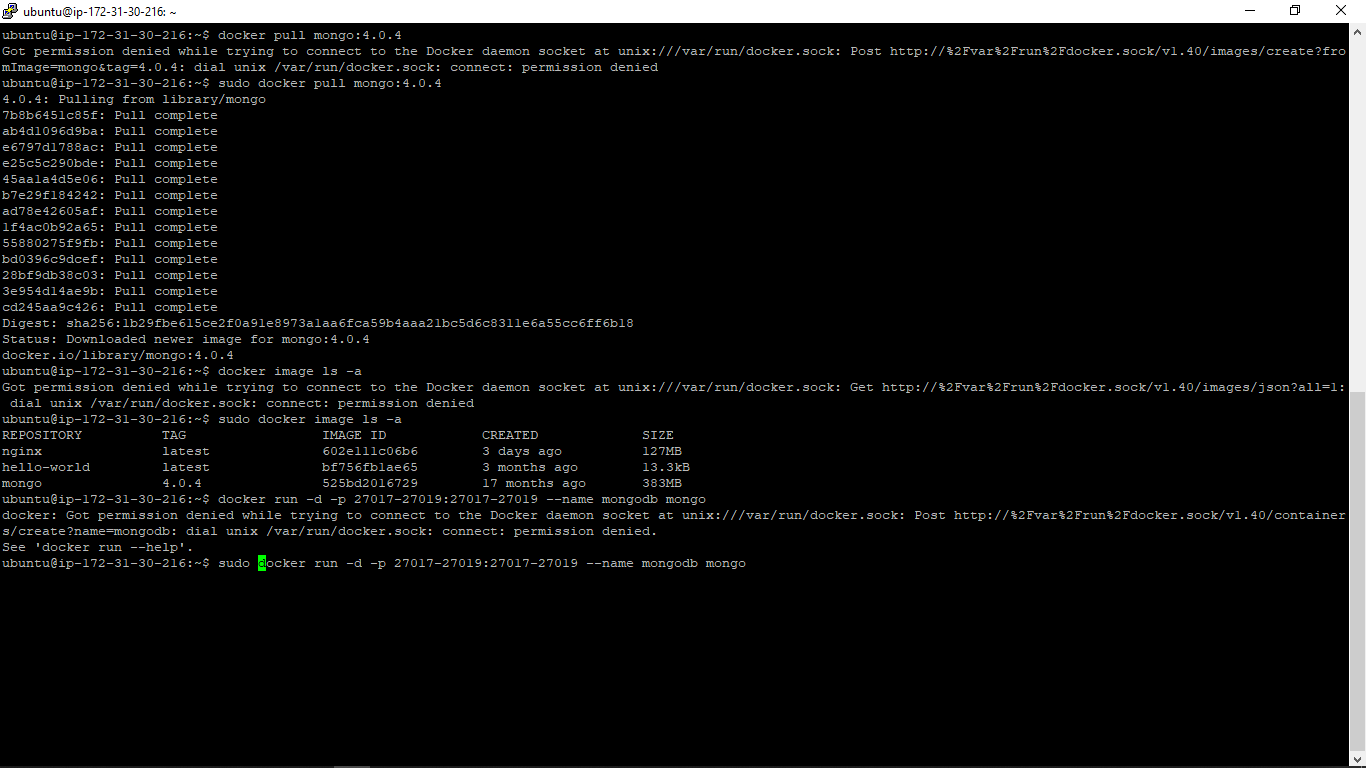 ubuntu@ip-172-31-30-216: ~
ubuntu@ip-172-31-30-216:~$ docker pull mongo:4.0.4
Got permission denied while trying to connect to the Docker daemon socket at unix:///var/run/docker.sock: Post http://%2Fvar%2Frun%2Fdocker.sock/v1.40/images/create?fro
mImage=mongo&tag=4.0.4: dial unix /var/run/docker.sock: connect: permission denied
ubuntu@ip-172-31-30-216:~$ sudo docker pull mongo:4.0.4
4.0.4: Pulling from library/mongo
7b8b6451c85f: Pull complete
ab4d1096d9ba: Pull complete
e6797d1788ac: Pull complete
e25c5c290bde: Pull complete
45aa1a4d5e06: Pull complete
b7e29f184242: Pull complete
ad78e42605af: Pull complete
1f4ac0b92a65: Pull complete
55880275f9fb: Pull complete
bd0396c9dcef: Pull complete
28bf9db38c03: Pull complete
3e954d14ae9b: Pull complete
cd245aa9c426: Pull complete
Digest: sha256:1b29fbe615ce2f0a91e8973a1aa6fca59b4aaa21bc5d6c8311e6a55cc6ff6b18
Status: Downloaded newer image for mongo:4.0.4
docker.io/library/mongo:4.0.4
ubuntu@ip-172-31-30-216:~$ docker image ls -a
Got permission denied while trying to connect to the Docker daemon socket at unix:///var/run/docker.sock: Get http://%2Fvar%2Frun%2Fdocker.sock/v1.40/images/json?all=1:
 dial unix /var/run/docker.sock: connect: permission denied
ubuntu@ip-172-31-30-216:~$ sudo docker image ls -a
REPOSITORY          TAG                 IMAGE ID            CREATED             SIZE
nginx               latest              602e111c06b6        3 days ago          127MB
hello-world         latest              bf756fb1ae65        3 months ago        13.3kB
mongo               4.0.4               525bd2016729        17 months ago       383MB
ubuntu@ip-172-31-30-216:~$ docker run -d -p 27017-27019:27017-27019 --name mongodb mongo
docker: Got permission denied while trying to connect to the Docker daemon socket at unix:///var/run/docker.sock: Post http://%2Fvar%2Frun%2Fdocker.sock/v1.40/container
s/create?name=mongodb: dial unix /var/run/docker.sock: connect: permission denied.
See 'docker run --help'.
ubuntu@ip-172-31-30-216:~$ sudo docker run -d -p 27017-27019:27017-27019 --name mongodb mongo